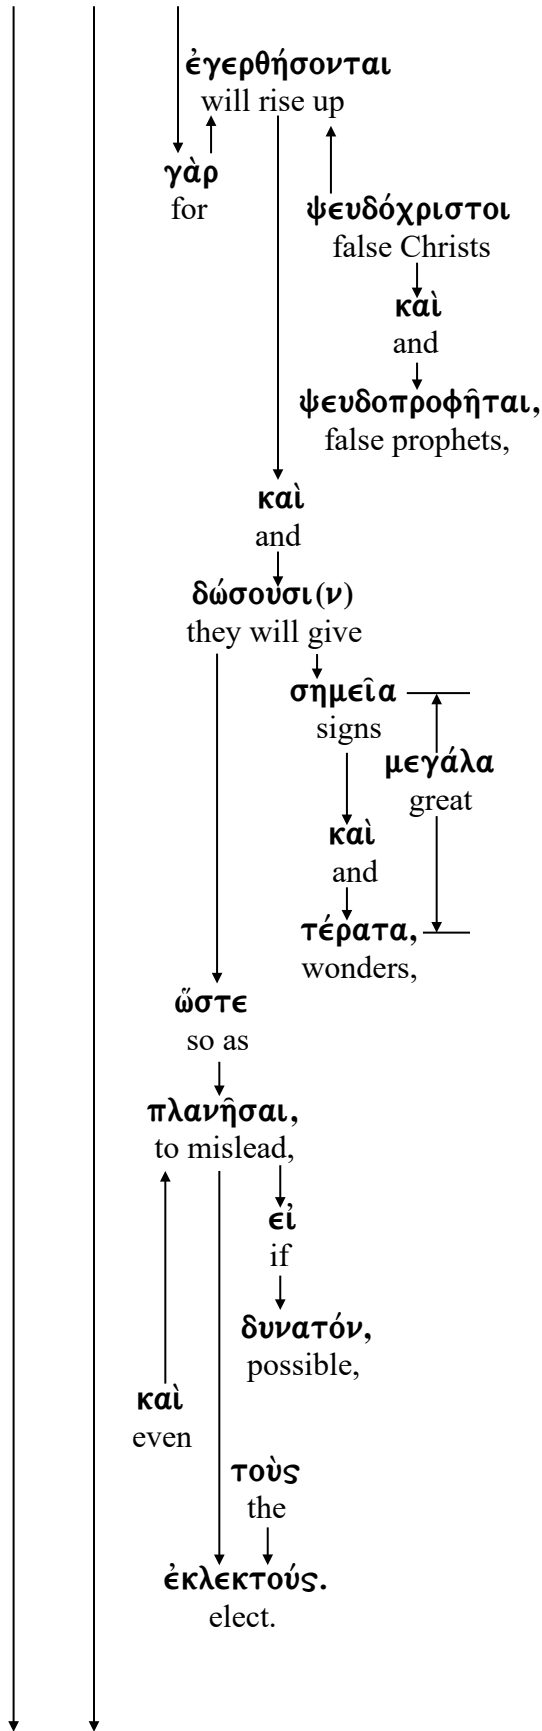 ἐγερθήσονται
will rise up
γὰρ
for
ψευδόχριστοι
false Christs
καὶ
and
ψευδοπροφῆται,
false prophets,
καὶ
and
δώσουσι(ν)
they will give
σημεῖα
signs
μεγάλα
great
καὶ
and
τέρατα,
wonders,
ὥστε
so as
πλανῆσαι,
to mislead,
εἰ
if
δυνατόν,
possible,
καὶ
even
τοὺς
the
ἐκλεκτούς.
elect.